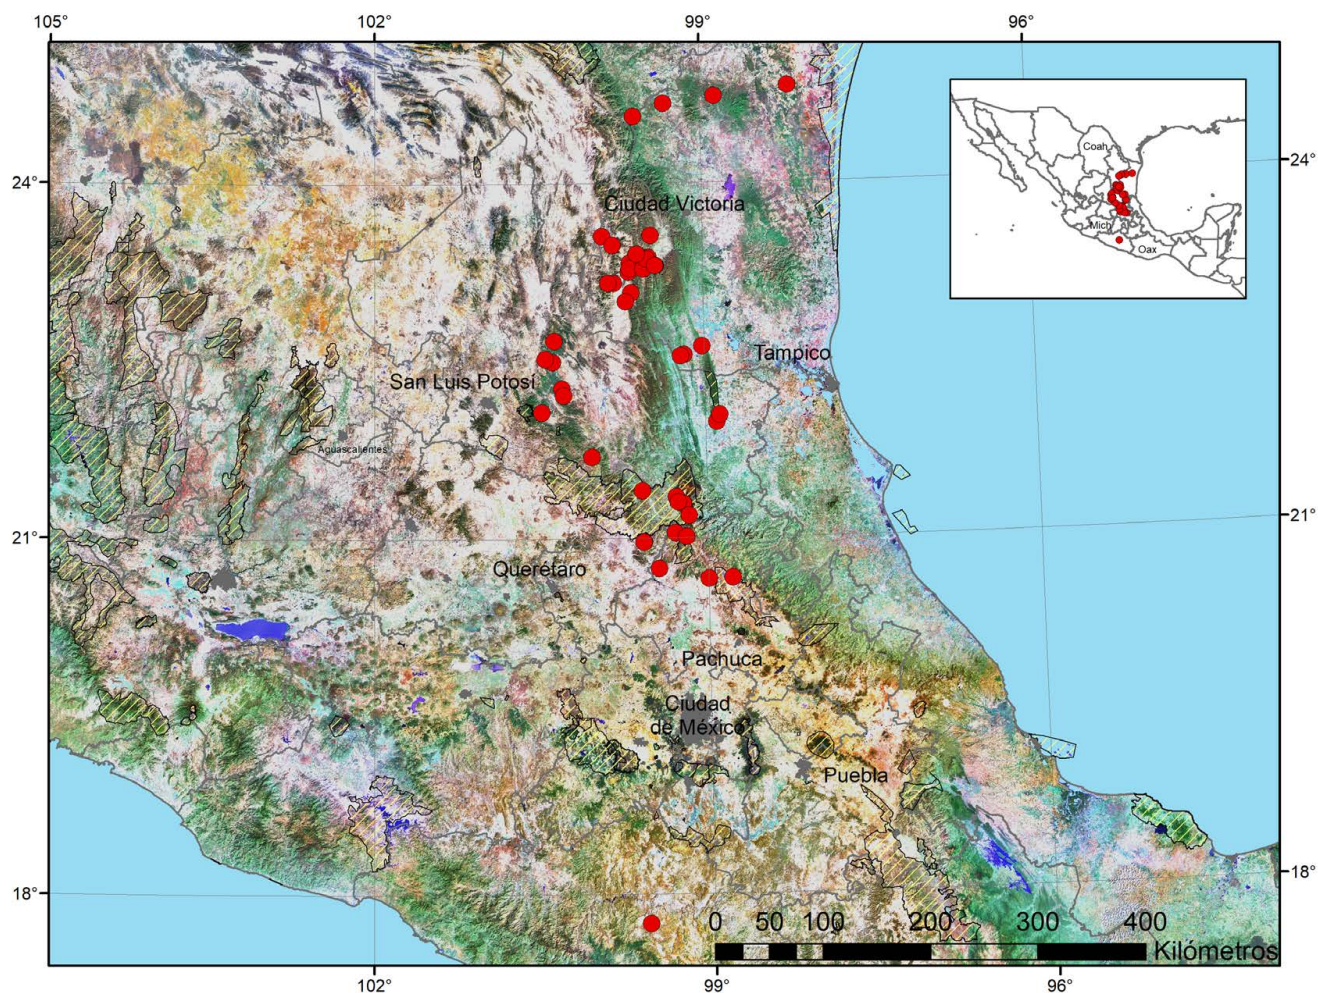 105° 102° 99° 96°
24° 24°
Coah
Mich
Oax
Ciudad Victoria
Tampico
San Luis Potosí
Aguascalientes
21° 21°
Querétaro
Pachuca
Ciudad
de México
Puebla
18° 18°
0 50 100 200 300 400
Kilómetros
102° 99° 96°